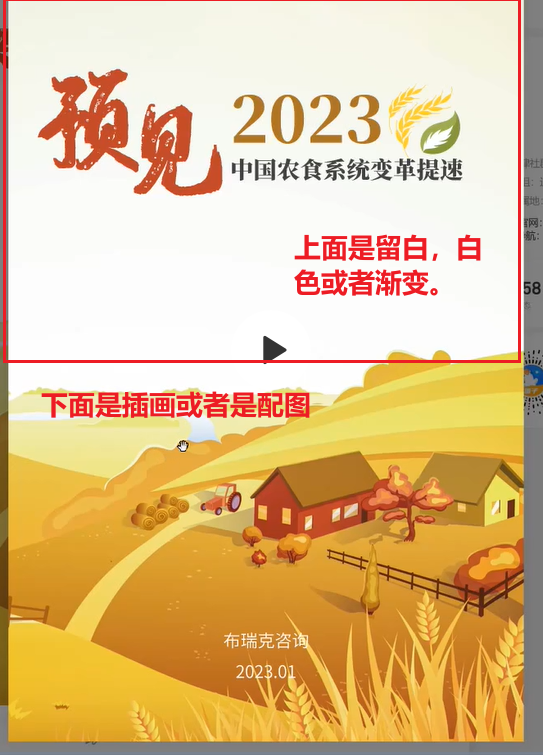 预见
2023
中国农食系统变革提速
上面是留白，白
色或者渐变。
下面是插画或者是配图
布瑞克咨询
2023.01
58